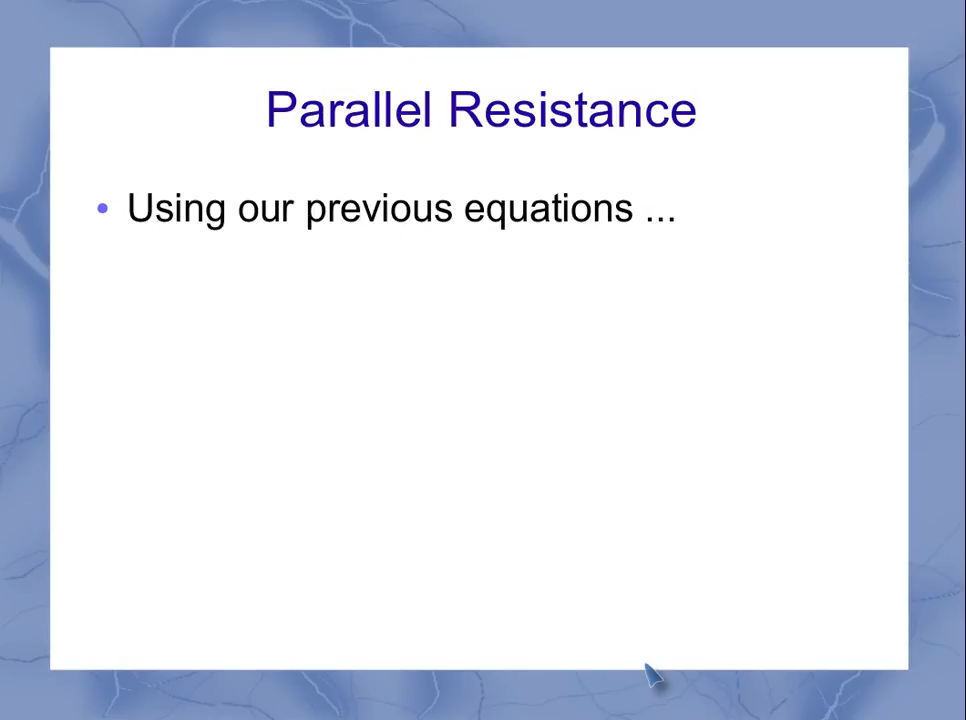 Parallel Resistance
• Using our previous equations ...